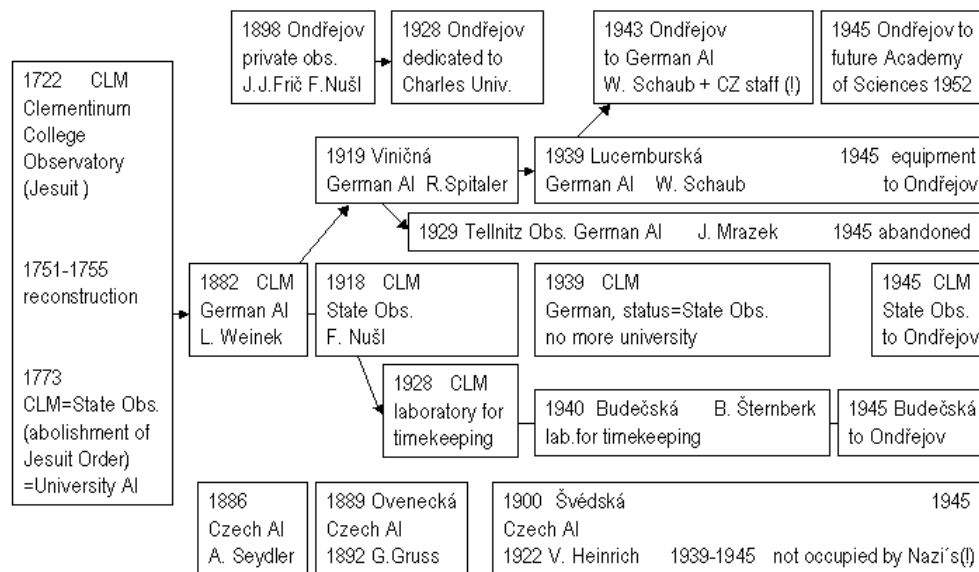 1722 CLM
Clementinum
College
Observatory
(Jesuit )
1751-1755
reconstruction
1773
CLM=State Obs.
(abolishment of
Jesuit Order)
=University AI
1898 Ondřejov
private obs.
J.J.Frič F.Nušl
1928 Ondřejov
dedicated to
Charles Univ.
1943 Ondřejov
to German AI
W. Schaub + CZ staff (!)
1945 Ondřejov to
future Academy
of Sciences 1952
1919 Viničná
German AI R.Spitaler
1939 Lucemburská 1945 equipment
German AI W. Schaub to Ondřejov
1929 Tellnitz Obs. German AI J. Mrazek 1945 abandoned
1882 CLM
German AI
L. Weinek
1918 CLM
State Obs.
F. Nušl
1939 CLM
German, status=State Obs.
no more university
1945 CLM
State Obs.
to Ondřejov
1928 CLM
laboratory for
timekeeping
1940 Budečská B. Šternberk
lab.for timekeeping
1945 Budečská
to Ondřejov
1886
Czech AI
A. Seydler
1889 Ovenecká
Czech AI
1892 G.Gruss
1900 Švédská 1945
Czech AI
1922 V. Heinrich 1939-1945 not occupied by Nazi´s(!)